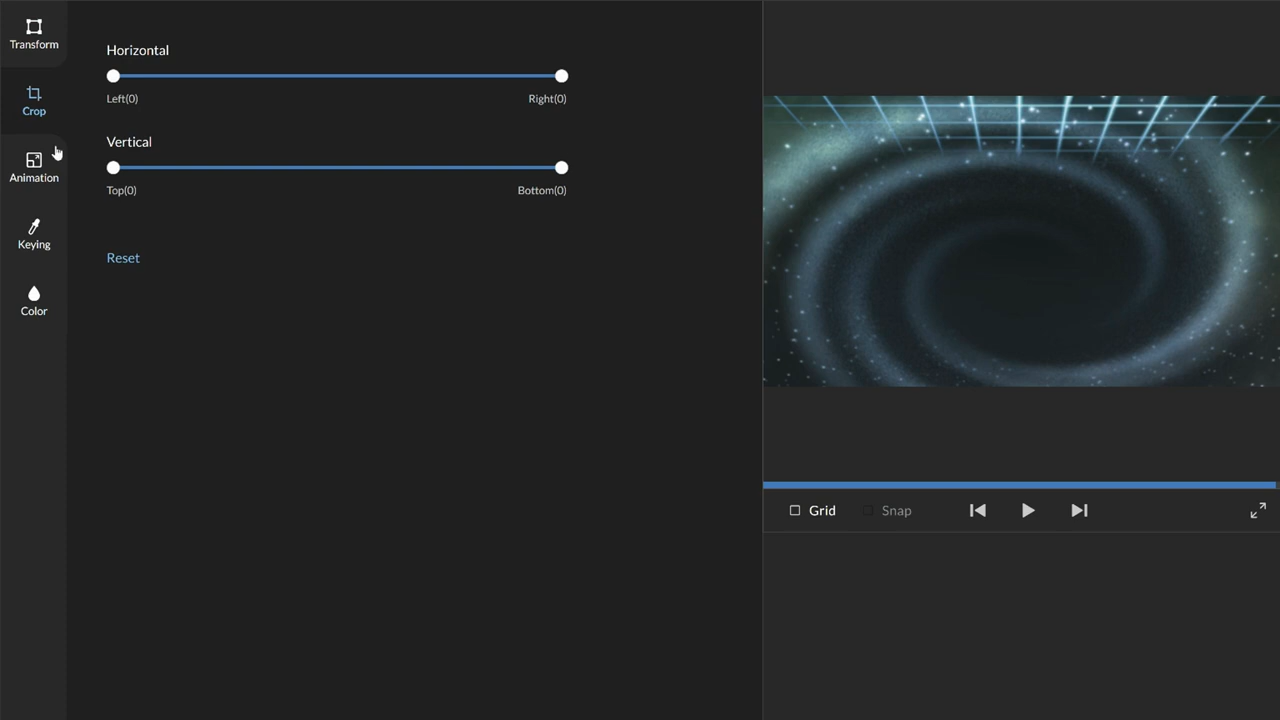 Transform
Crop
Animation
Keying
Color
Horizontal
Left(0) Right(0)
Vertical
Top(0) Bottom(0)
Reset
Grid Snap